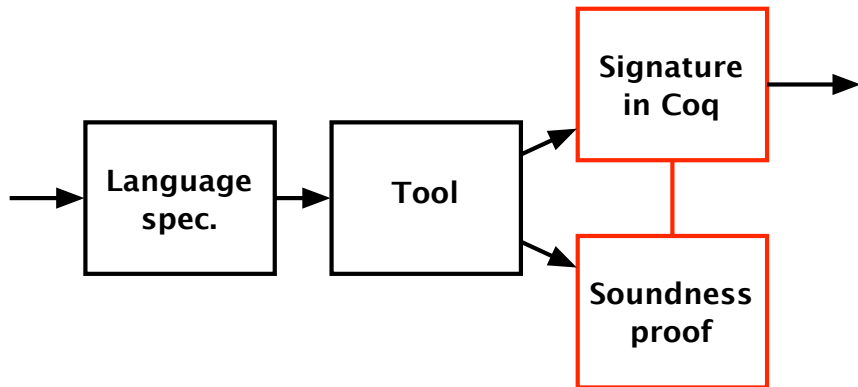 Language
spec.
Tool
Signature
in Coq
Soundness
proof